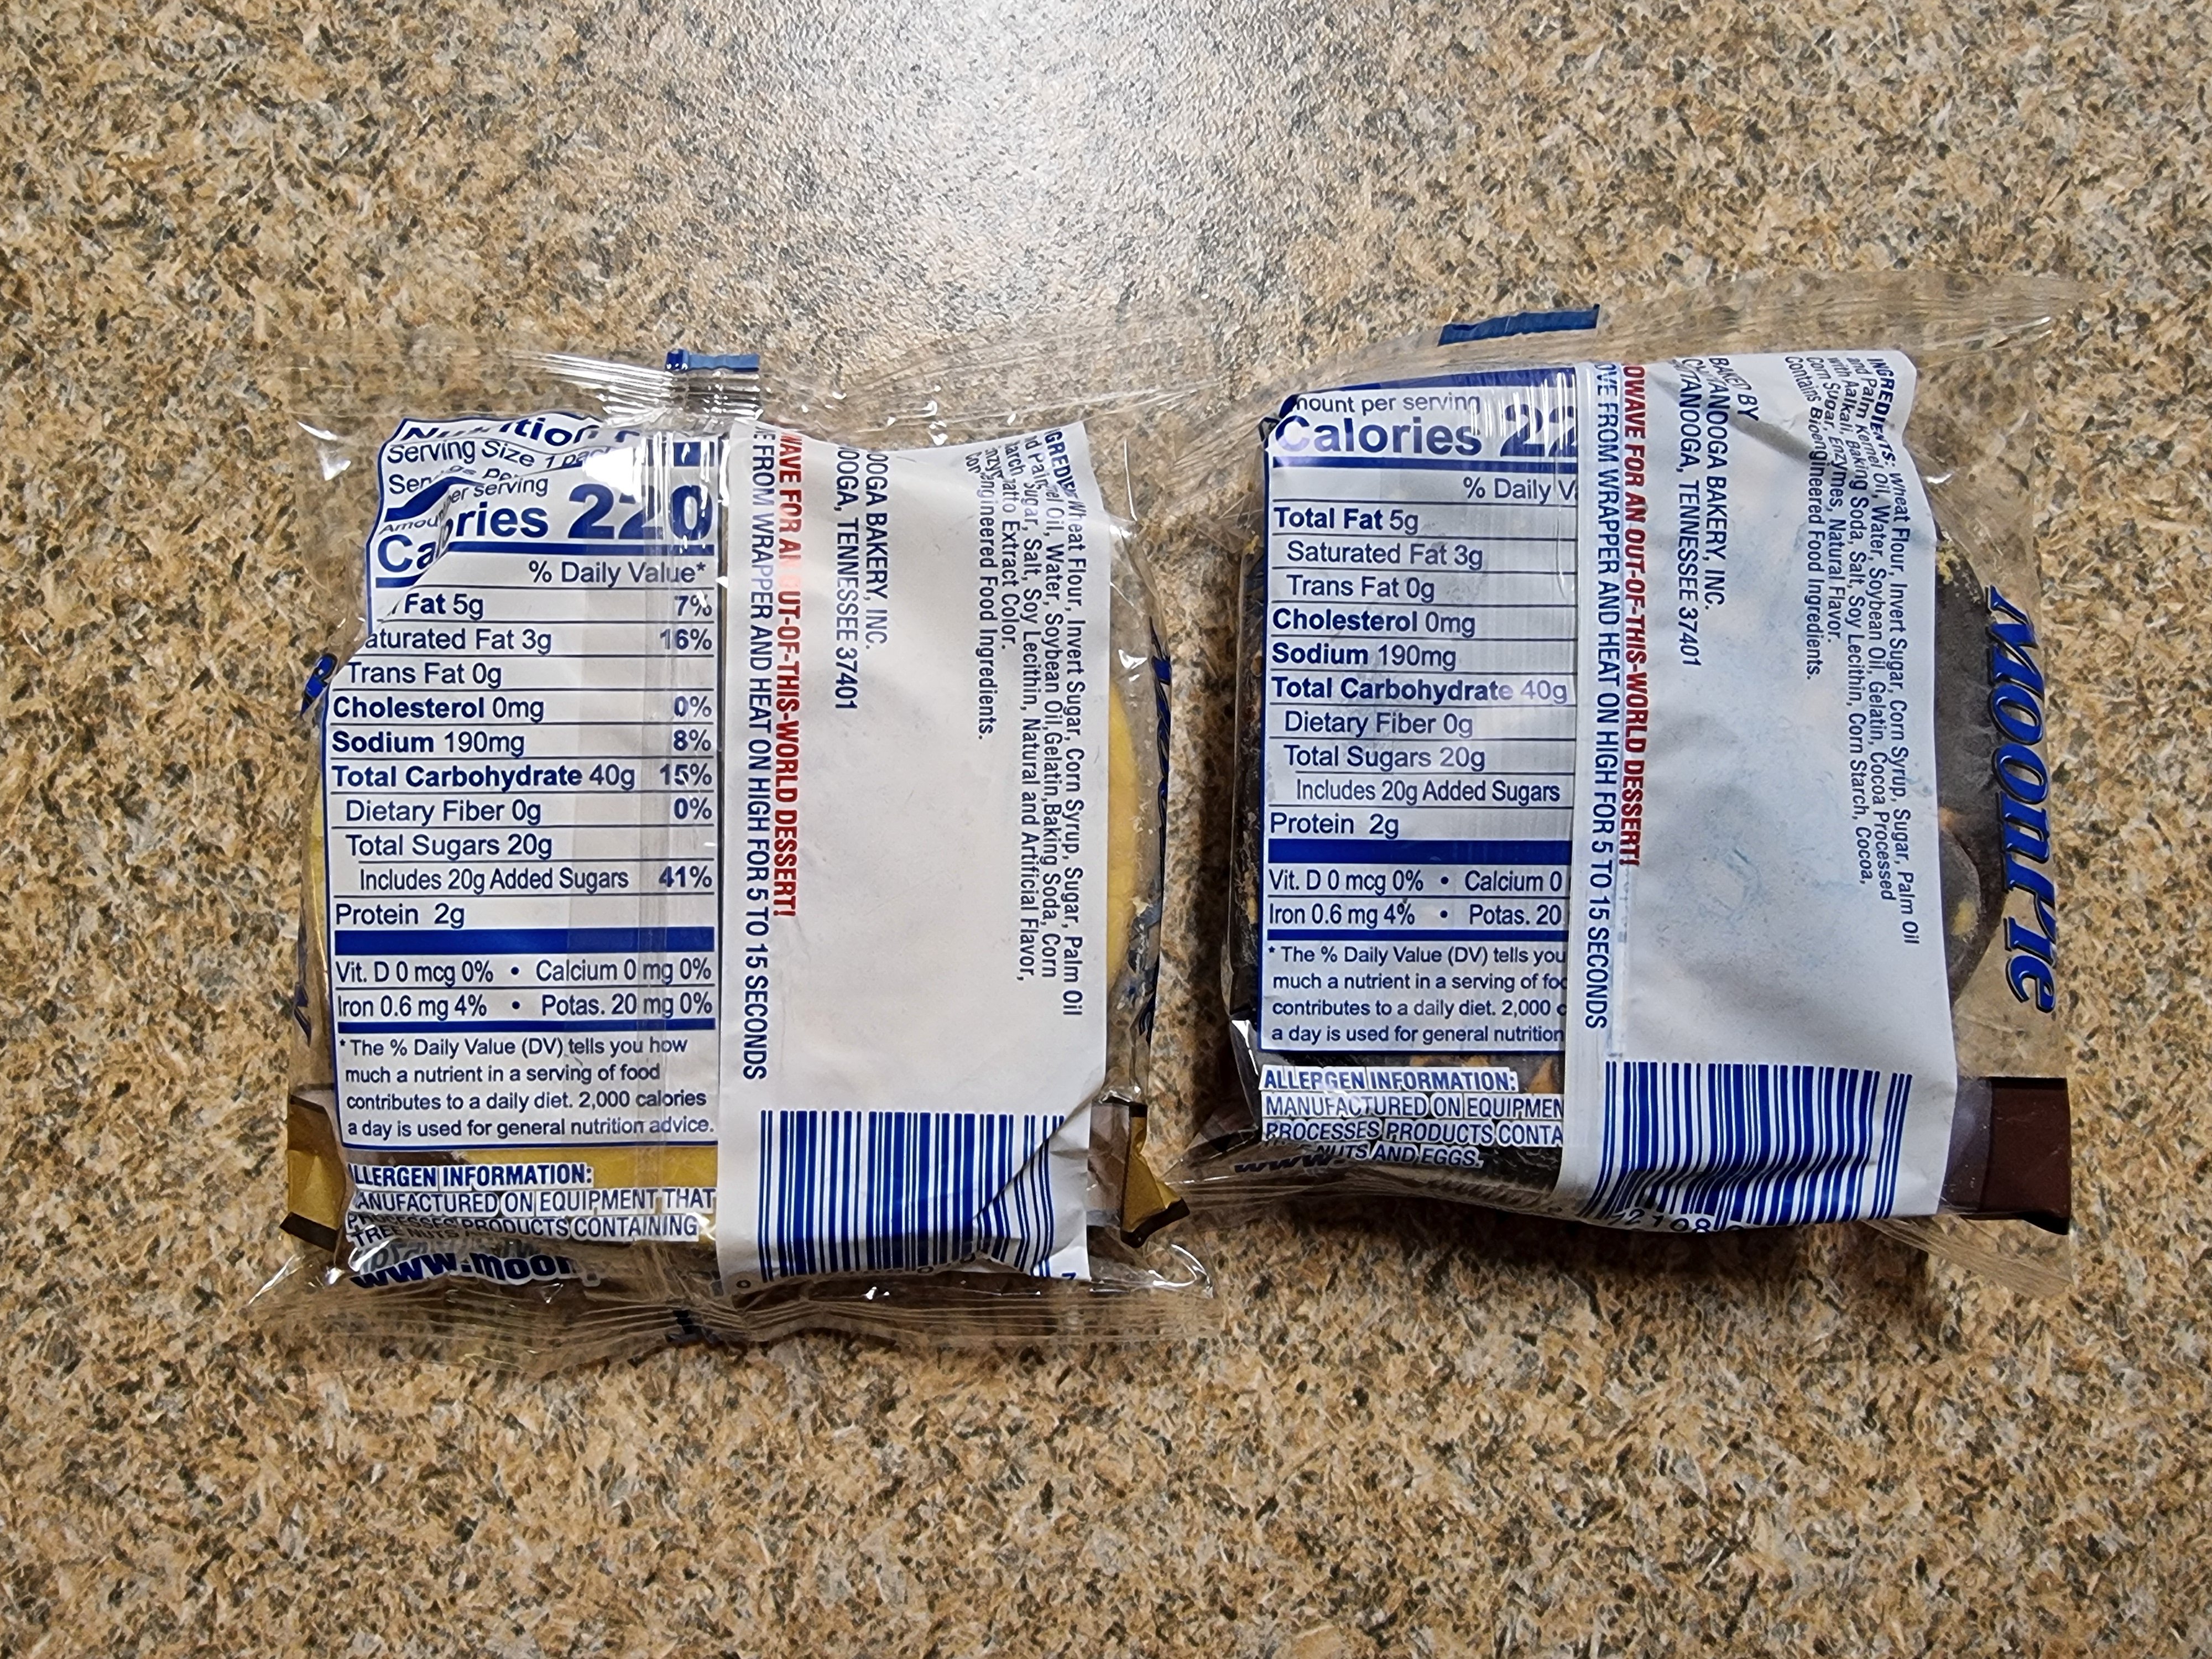 Serving Size 1
per serving
220
% Daily Value*
Fat 5g 7%
aturated Fat 3g 16%
Trans Fat 0g
Cholesterol 0mg 0%
Sodium 190mg 8%
Total Carbohydrate 40g 15%
Dietary Fiber 0g 0%
Total Sugars 20g
Includes 20g Added Sugars 41%
Protein 2g
Vit. D 0 mcg 0% • Calcium 0 mg 0%
Iron 0.6 mg 4% • Potas. 20 mg 0%
* The % Daily Value (DV) tells you how
much a nutrient in a serving of food
contributes to a daily diet. 2,000 calories
a day is used for general nutrition advice.
LLERGEN INFORMATION:
ANUFACTURED ON EQUIPMENT THAT
PROCESSES PRODUCTS CONTAINING
TREE NUTS
www.moon
WAVE FOR AN OUT-OF-THIS-WORLD DESSERT!
E FROM WRAPPER AND HEAT ON HIGH FOR 5 TO 15 SECONDS
OOGA BAKERY, INC.
OOGA, TENNESSEE 37401
Wheat Flour, Invert Sugar, Corn Syrup, Sugar, Palm Oil
Oil, Water, Soybean Oil, Gelatin, Baking Soda, Corn
Sugar, Salt, Soy Lecithin, Natural and Artificial Flavor,
Extract Color.
Food Ingredients.
mount per serving
Calories 22
% Daily V
Total Fat 5g
Saturated Fat 3g
Trans Fat 0g
Cholesterol 0mg
Sodium 190mg
Total Carbohydrate 40g
Dietary Fiber 0g
Total Sugars 20g
Includes 20g Added Sugars
Protein 2g
Vit. D 0 mcg 0% • Calcium 0
Iron 0.6 mg 4% • Potas. 20
* The % Daily Value (DV) tells you
much a nutrient in a serving of foo
contributes to a daily diet. 2,000 c
a day is used for general nutrition
ALLERGEN INFORMATION:
MANUFACTURED ON EQUIPMEN
PROCESSES PRODUCTS CONTA
NUTS AND EGGS.
www.
OWAVE FOR AN OUT-OF-THIS-WORLD DESSERT!
OVE FROM WRAPPER AND HEAT ON HIGH FOR 5 TO 15 SECONDS
BAKED BY
TANOOGA BAKERY, INC.
TANOOGA, TENNESSEE 37401
INGREDIENTS: Wheat Flour, Invert Sugar, Corn Syrup, Sugar, Palm Oil
and Palm Kernel Oil, Water, Soybean Oil, Gelatin, Cocoa Processed
with Aalkali, Baking Soda, Salt, Soy Lecithin, Corn Starch, Cocoa,
Corn Sugar, Enzymes, Natural Flavor.
Contains Bioengineered Food Ingredients.
MoonPie